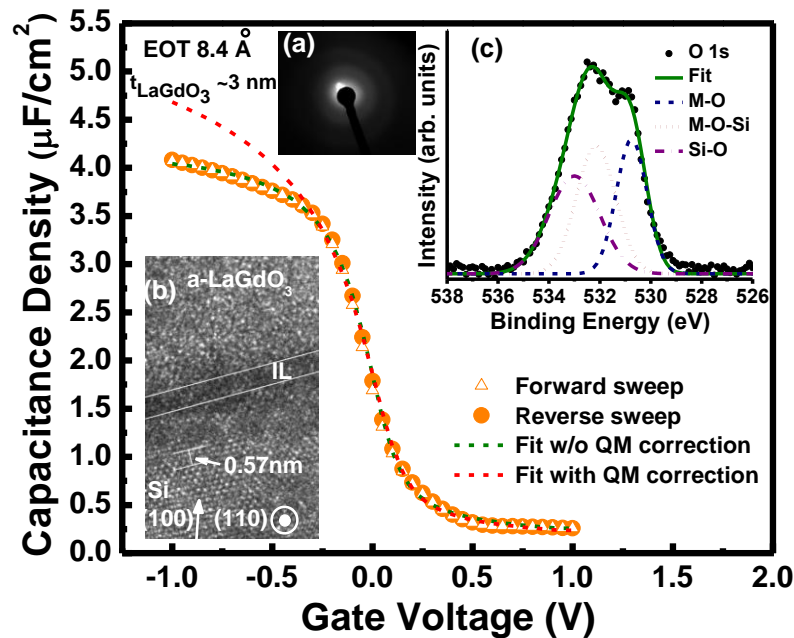 Capacitance Density (μF/cm²)
5.5
5.0
4.5
4.0
3.5
3.0
2.5
2.0
1.5
1.0
0.5
0.0
EOT 8.4 Å
t_LaGdO₃ ~3 nm
(a)
(b)
a-LaGdO₃
IL
0.57nm
Si
(100) (110)
(c)
Intensity (arb. units)
O 1s
Fit
M-O
M-O-Si
Si-O
538 536 534 532 530 528 526
Binding Energy (eV)
Forward sweep
Reverse sweep
Fit w/o QM correction
Fit with QM correction
-1.0 -0.5 0.0 0.5 1.0 1.5 2.0
Gate Voltage (V)